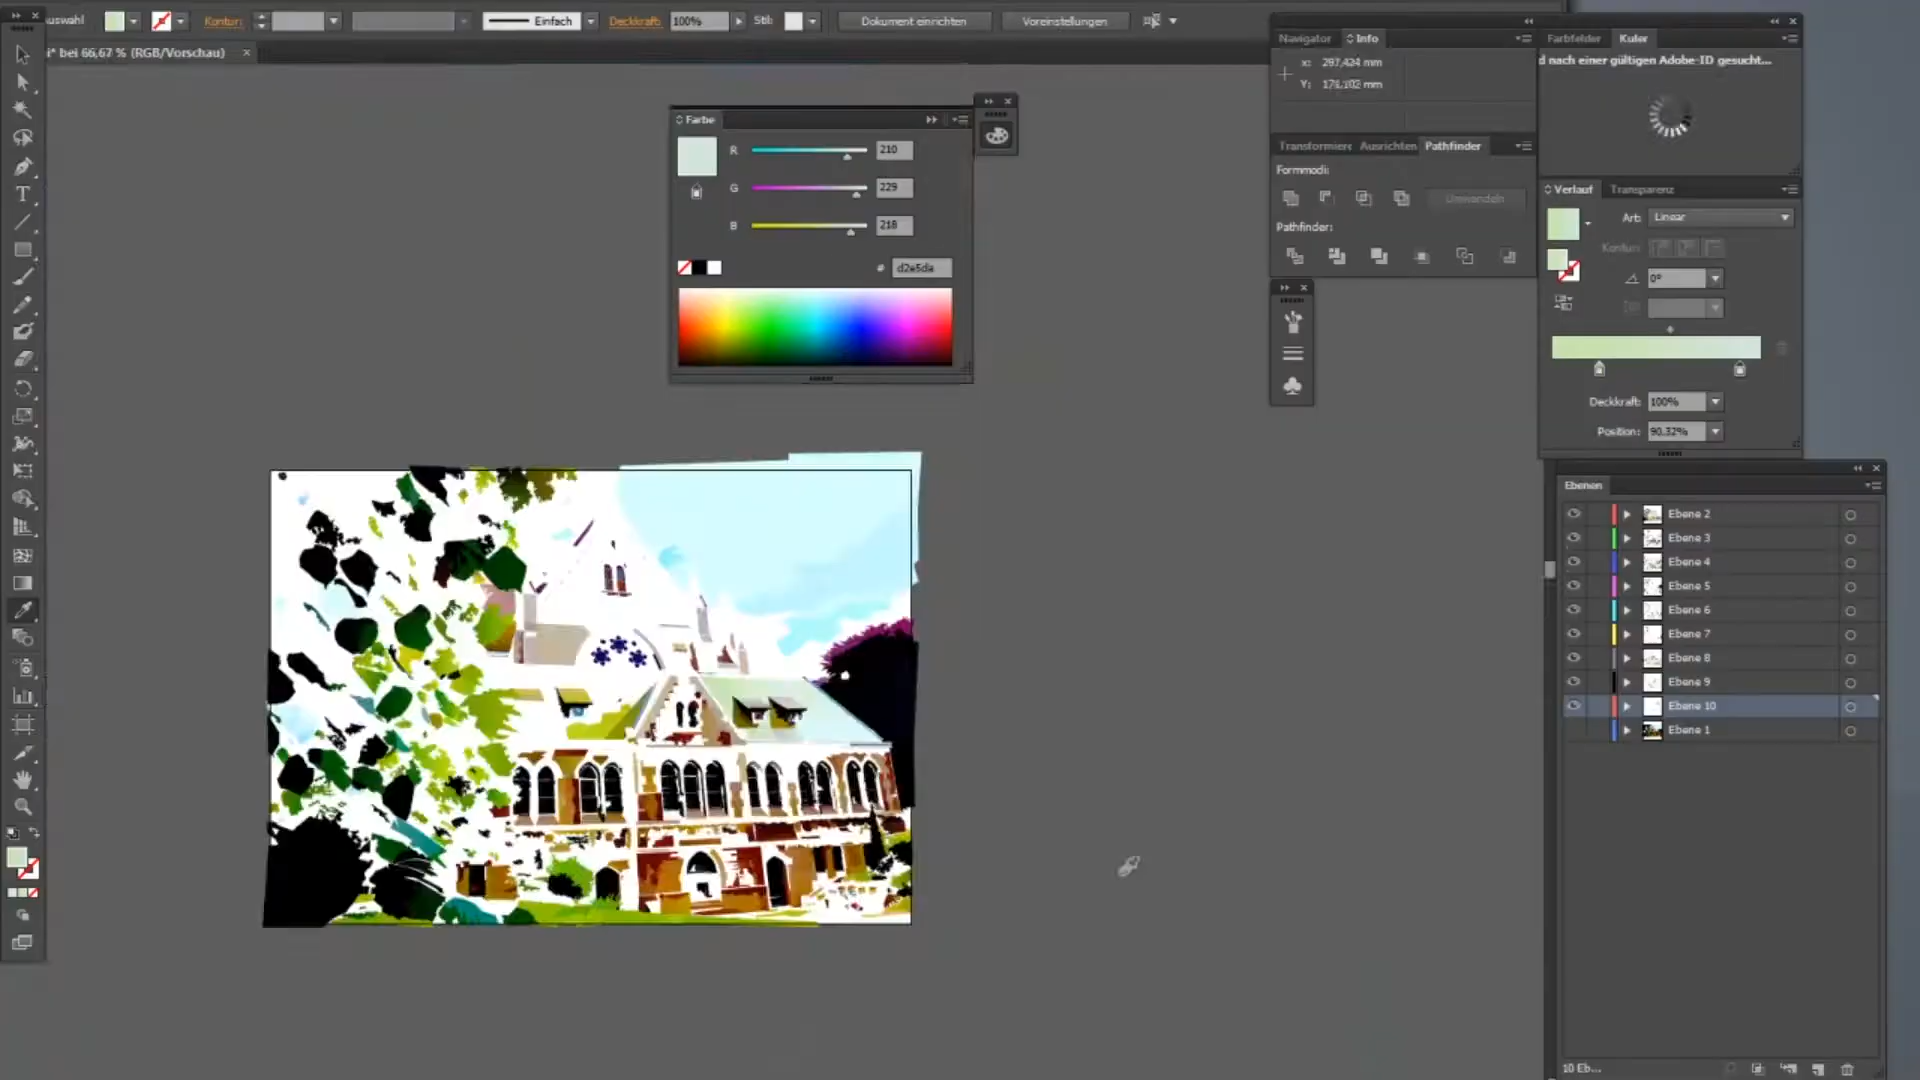 uswahl
Kontur:
Einfach
Deckkraft:
100%
Stil:
Dokument einrichten
Voreinstellungen
i* bei 66,67 % (RGB/Vorschau)
Navigator
Info
X: 297,424 mm
Y: 178,102 mm
Farbfelder
Kuler
d nach einer gültigen Adobe-ID gesucht...
Farbe
R 210
G 229
B 218
# d2e5da
Transformiere
Ausrichten
Pathfinder
Formmodi:
Umwandeln
Pathfinder:
Verlauf
Transparenz
Art: Linear
Kontur:
0°
Deckkraft: 100%
Position: 90,32%
Ebenen
Ebene 2
Ebene 3
Ebene 4
Ebene 5
Ebene 6
Ebene 7
Ebene 8
Ebene 9
Ebene 10
Ebene 1
10 Eb...